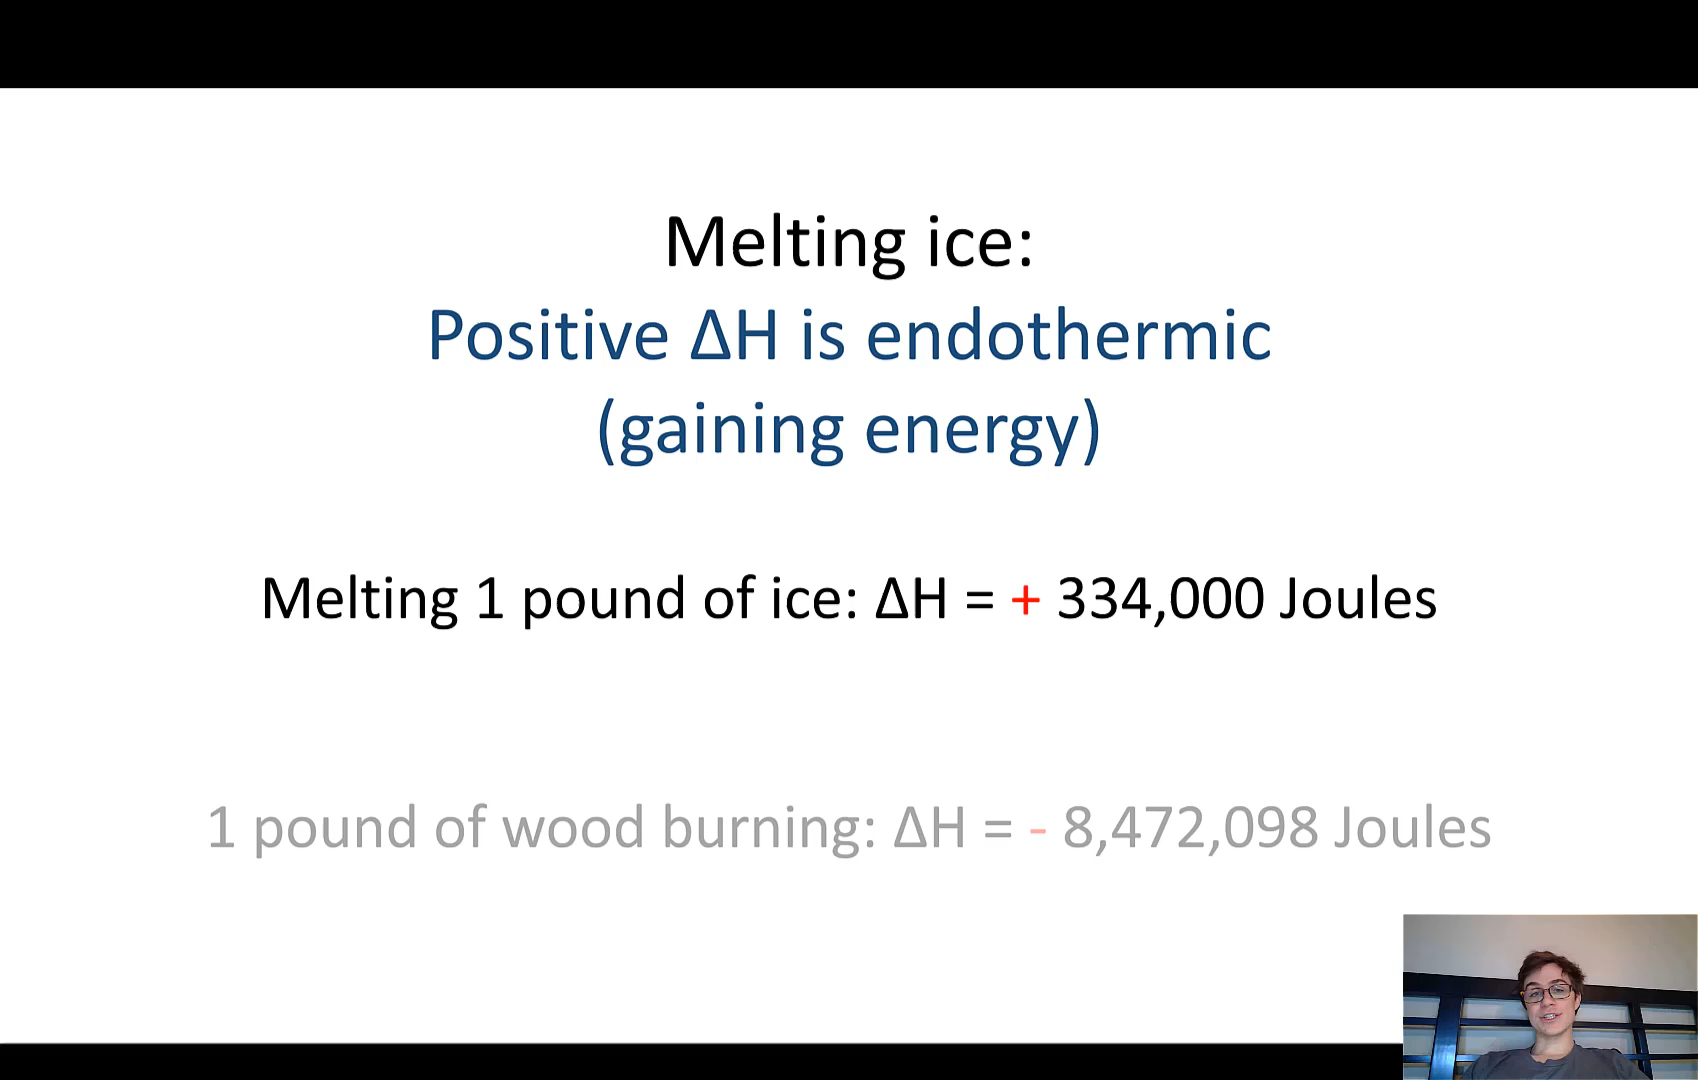 Melting ice:
Positive ΔH is endothermic
(gaining energy)
Melting 1 pound of ice: ΔH = + 334,000 Joules
1 pound of wood burning: ΔH = - 8,472,098 Joules